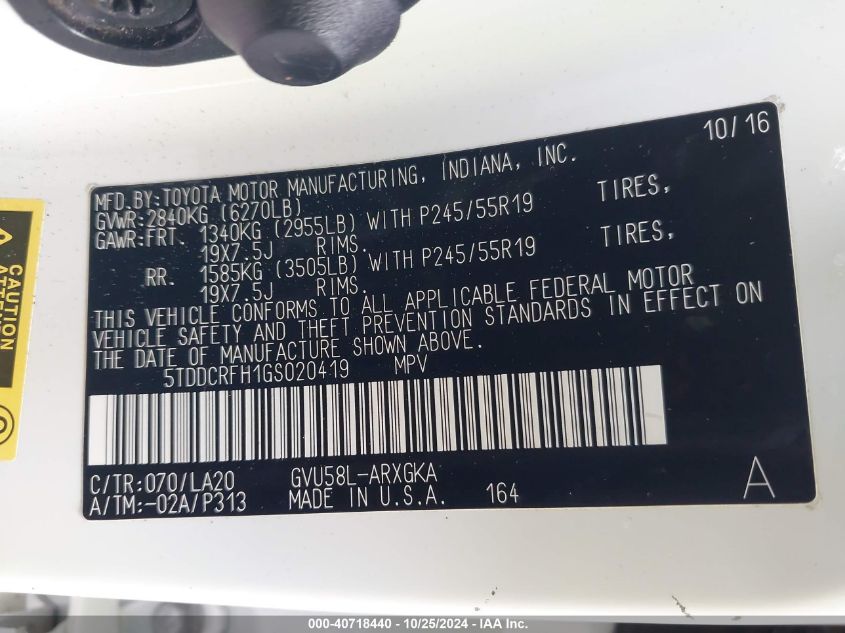 10/16
MFD.BY:TOYOTA MOTOR MANUFACTURING, INDIANA, INC.
GVWR:2840KG (6270LB)
GAWR:FRT. 1340KG (2955LB) WITH P245/55R19 TIRES,
19X7.5J RIMS.
RR. 1585KG (3505LB) WITH P245/55R19 TIRES,
19X7.5J RIMS.
THIS VEHICLE CONFORMS TO ALL APPLICABLE FEDERAL MOTOR
VEHICLE SAFETY AND THEFT PREVENTION STANDARDS IN EFFECT ON
THE DATE OF MANUFACTURE SHOWN ABOVE.
5TDDCRFH1GS020419 MPV
C/TR:070/LA20 GVU58L-ARXGKA
A/TM:-02A/P313 MADE IN U.S.A. 164 A
CAUTION
000-40718440 - 10/25/2024 - IAA Inc.